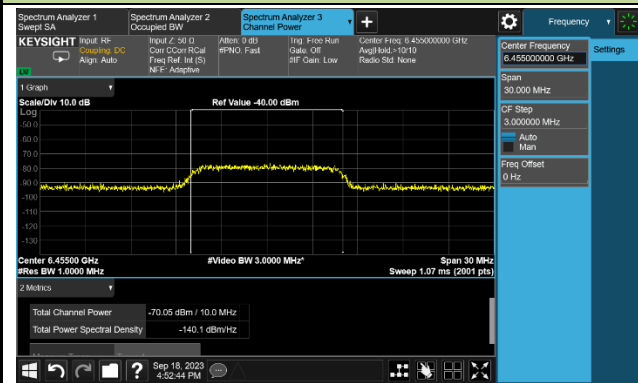 Spectrum Analyzer 1
Swept SA
Spectrum Analyzer 2
Occupied BW
Spectrum Analyzer 3
Channel Power
Frequency
KEYSIGHT
Input: RF
Coupling: DC
Align: Auto
Input Z: 50 Ω
Corr CCorr RCal
Freq Ref: Int (S)
NFE: Adaptive
Atten: 0 dB
#PNO: Fast
Trig: Free Run
Gate: Off
#IF Gain: Low
Center Freq: 6.455000000 GHz
Avg|Hold:>10/10
Radio Std: None
Center Frequency
6.455000000 GHz
Settings
Span
30.000 MHz
CF Step
3.000000 MHz
Auto
Man
Freq Offset
0 Hz
1 Graph
Scale/Div 10.0 dB
Ref Value -40.00 dBm
Log
-50.0
-60.0
-70.0
-80.0
-90.0
-100
-110
-120
-130
Center 6.45500 GHz
#Video BW 3.0000 MHz*
Span 30 MHz
#Res BW 1.0000 MHz
Sweep 1.07 ms (2001 pts)
2 Metrics
Total Channel Power
-70.05 dBm / 10.0 MHz
Total Power Spectral Density
-140.1 dBm/Hz
Sep 18, 2023
4:52:44 PM